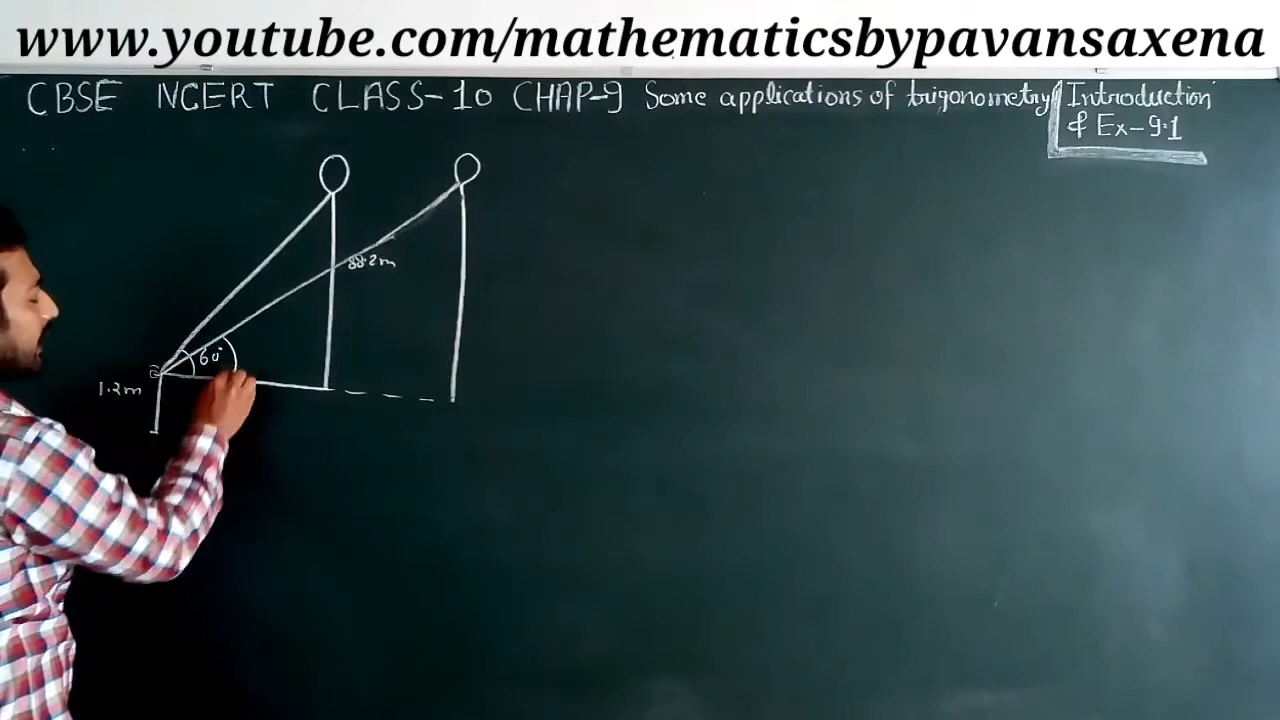 www.youtube.com/mathematicsbypavansaxena
CBSE NCERT CLASS-10 CHAP-9 Some applications of trigonometry
Introduction
& Ex-9.1
88.2m
60°
1.2m